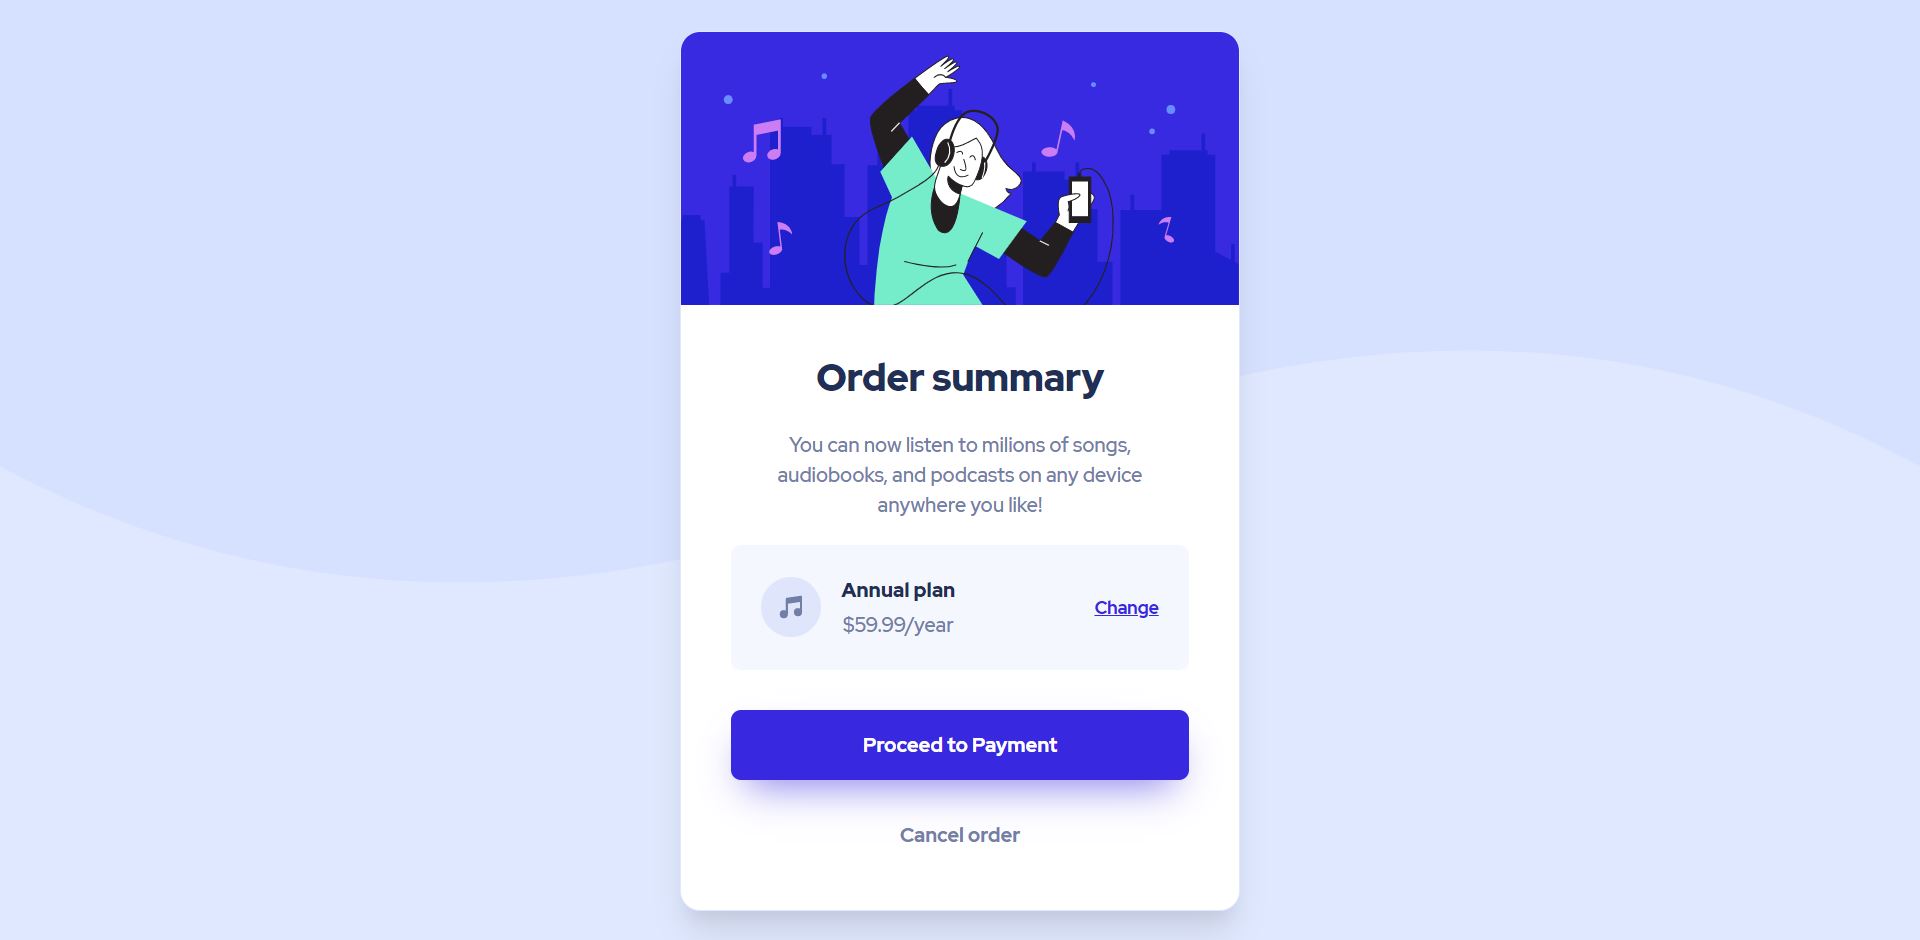 Order summary
You can now listen to milions of songs,
audiobooks, and podcasts on any device
anywhere you like!
Annual plan
$59.99/year
Change
Proceed to Payment
Cancel order